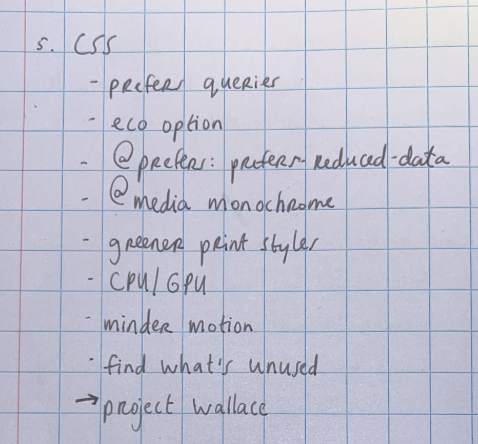 5. CSS
- prefers queries
- eco option
- @prefers: prefers-reduced-data
- @media monochrome
- greener print styles
- CPU/GPU
- minder motion
- find what's unused
→ project wallace